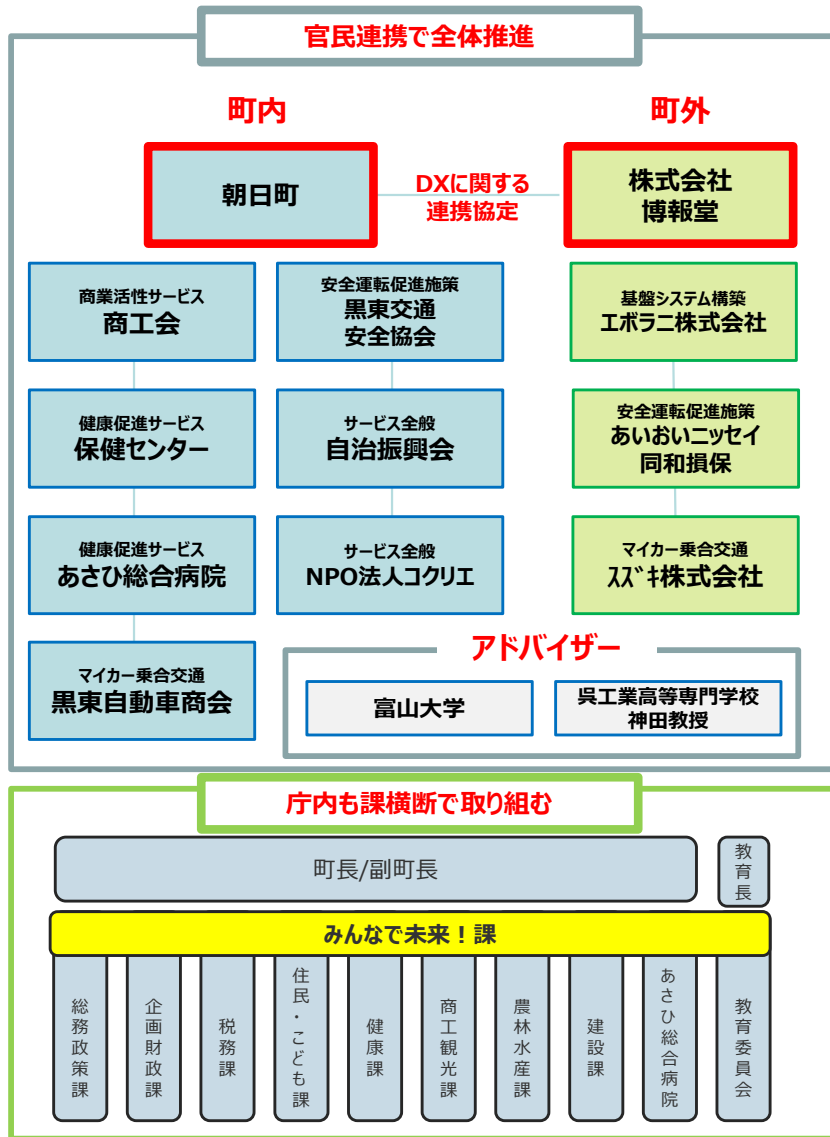 官民連携で全体推進
町内
町外
朝日町
DXに関する
連携協定
株式会社
博報堂
商業活性サービス
商工会
安全運転促進施策
黒東交通
安全協会
基盤システム構築
エボラニ株式会社
健康促進サービス
保健センター
サービス全般
自治振興会
安全運転促進施策
あいおいニッセイ
同和損保
健康促進サービス
あさひ総合病院
サービス全般
NPO法人コクリエ
マイカー乗合交通
スズキ株式会社
マイカー乗合交通
黒東自動車商会
アドバイザー
富山大学
呉工業高等専門学校
神田教授
庁内も課横断で取り組む
町長/副町長
教育長
みんなで未来！課
総務政策課
企画財政課
税務課
住民・こども課
健康課
商工観光課
農林水産課
建設課
あさひ総合病院
教育委員会